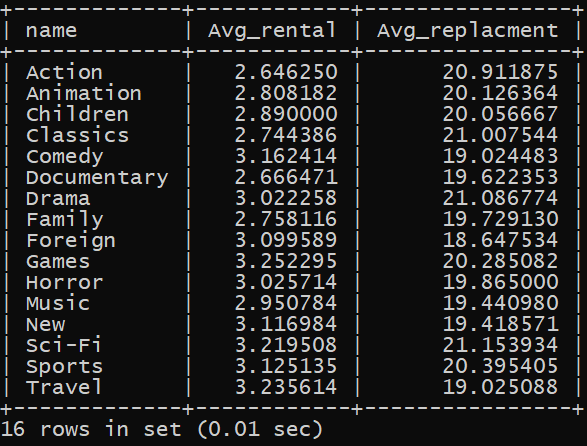 +--------------+------------+-----------------+
| name         | Avg_rental | Avg_replacment |
+--------------+------------+-----------------+
| Action       |   2.646250 |      20.911875 |
| Animation    |   2.808182 |      20.126364 |
| Children     |   2.890000 |      20.056667 |
| Classics     |   2.744386 |      21.007544 |
| Comedy       |   3.162414 |      19.024483 |
| Documentary  |   2.666471 |      19.622353 |
| Drama        |   3.022258 |      21.086774 |
| Family       |   2.758116 |      19.729130 |
| Foreign      |   3.099589 |      18.647534 |
| Games        |   3.252295 |      20.285082 |
| Horror       |   3.025714 |      19.865000 |
| Music        |   2.950784 |      19.440980 |
| New          |   3.116984 |      19.418571 |
| Sci-Fi       |   3.219508 |      21.153934 |
| Sports       |   3.125135 |      20.395405 |
| Travel       |   3.235614 |      19.025088 |
+--------------+------------+-----------------+
16 rows in set (0.01 sec)